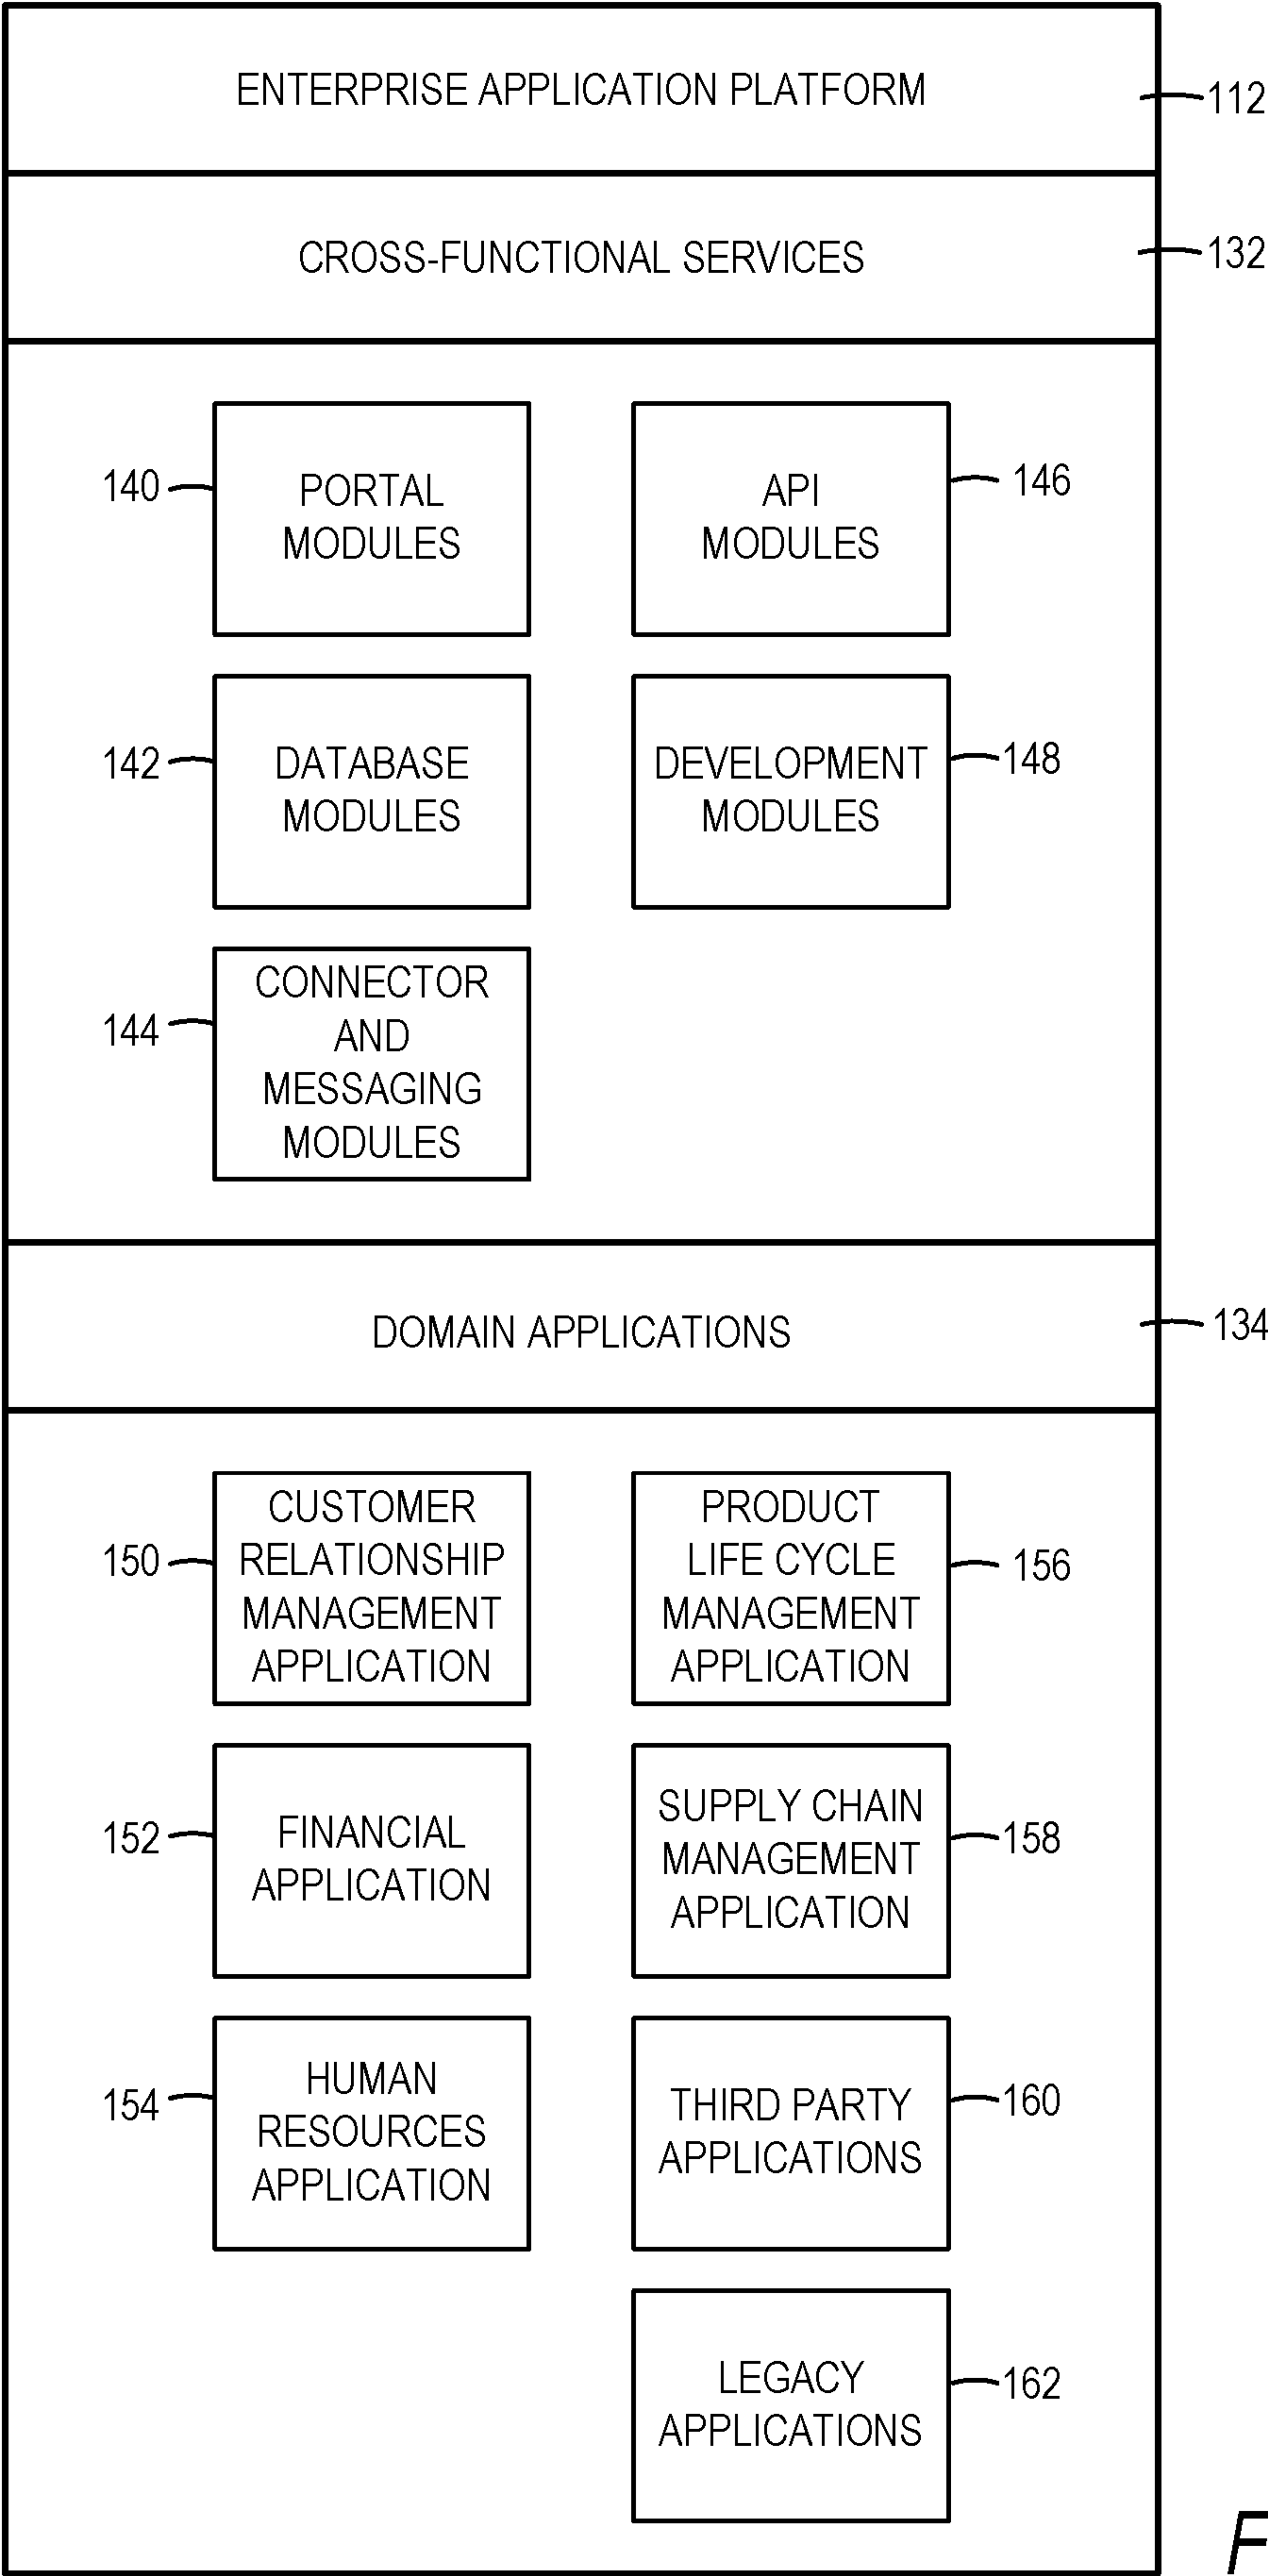 ENTERPRISE APPLICATION PLATFORM
112
CROSS-FUNCTIONAL SERVICES
132
140
PORTAL
MODULES
API
MODULES
146
142
DATABASE
MODULES
DEVELOPMENT
MODULES
148
144
CONNECTOR
AND
MESSAGING
MODULES
DOMAIN APPLICATIONS
134
150
CUSTOMER
RELATIONSHIP
MANAGEMENT
APPLICATION
PRODUCT
LIFE CYCLE
MANAGEMENT
APPLICATION
156
152
FINANCIAL
APPLICATION
SUPPLY CHAIN
MANAGEMENT
APPLICATION
158
154
HUMAN
RESOURCES
APPLICATION
THIRD PARTY
APPLICATIONS
160
LEGACY
APPLICATIONS
162